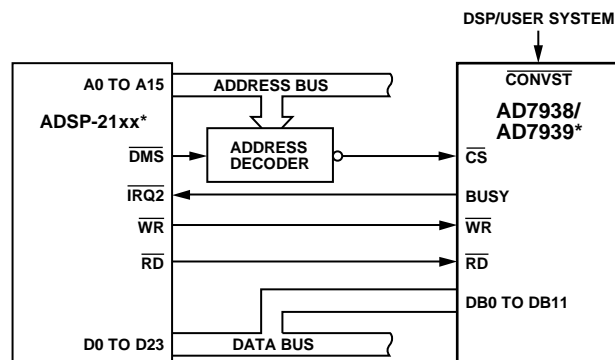 DSP/USER SYSTEM
A0 TO A15
ADDRESS BUS
CONVST
ADSP-21xx*
AD7938/
AD7939*
DMS
ADDRESS
DECODER
CS
IRQ2
BUSY
WR
WR
RD
RD
DB0 TO DB11
D0 TO D23
DATA BUS